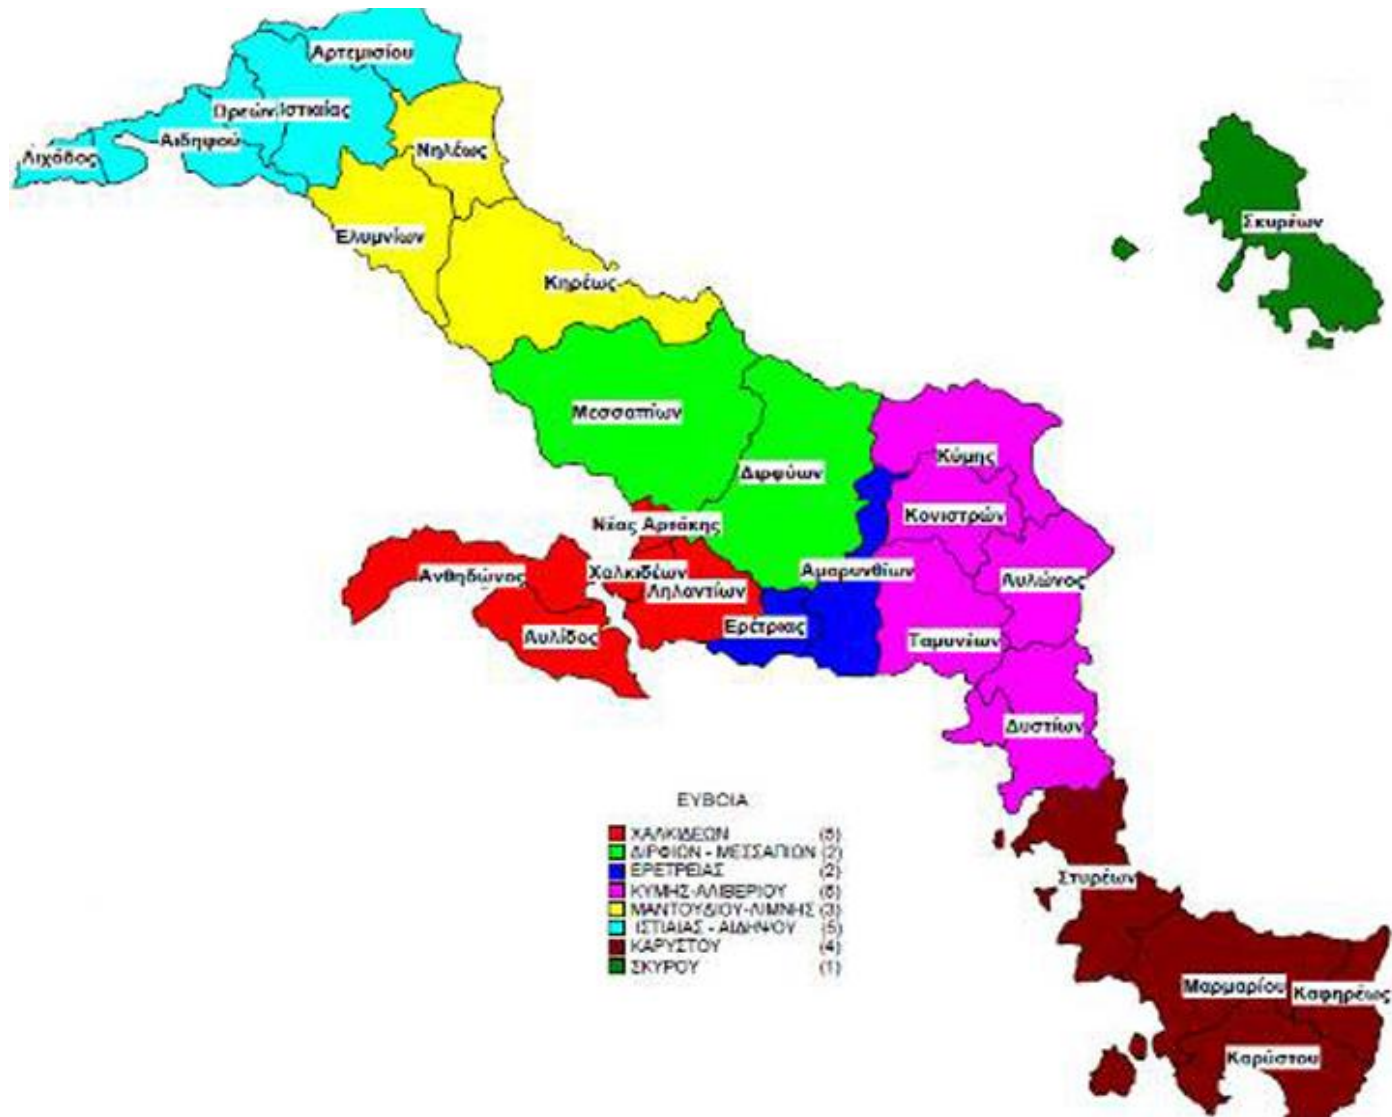 Αρτεμισίου
Ωρεών Ιστιαίας
Αιδηψού
Λιχάδος
Νηλέως
Ελυμνίων
Σκυρέων
Κηρέως
Μεσσαπίων
Διρφύων
Κύμης
Κονιστρών
Νέας Αρτάκης
Ανθηδώνος
Χαλκιδέων
Αμαρυνθίων
Αυλώνος
Ληλαντίων
Αυλίδος
Ερέτριας
Ταμυνέων
Δυστίων
ΕΥΒΟΙΑ
ΧΑΛΚΙΔΕΩΝ (5)
ΔΙΡΦΙΩΝ - ΜΕΣΣΑΠΙΩΝ (2)
ΕΡΕΤΡΕΙΑΣ (2)
ΚΥΜΗΣ-ΑΛΙΒΕΡΙΟΥ
ΜΑΝΤΟΥΔΙΟΥ-ΛΙΜΝΗΣ (3)
ΙΣΤΙΑΙΑΣ - ΑΙΔΗΨΟΥ (5)
ΚΑΡΥΣΤΟΥ (4)
ΣΚΥΡΟΥ (1)
Στυρέων
Μαρμαρίου
Καφηρέως
Καρύστου